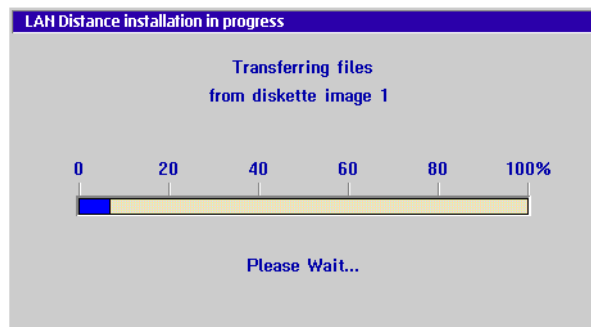 LAN Distance installation in progress
Transferring files
from diskette image 1
0 20 40 60 80 100%
Please Wait...